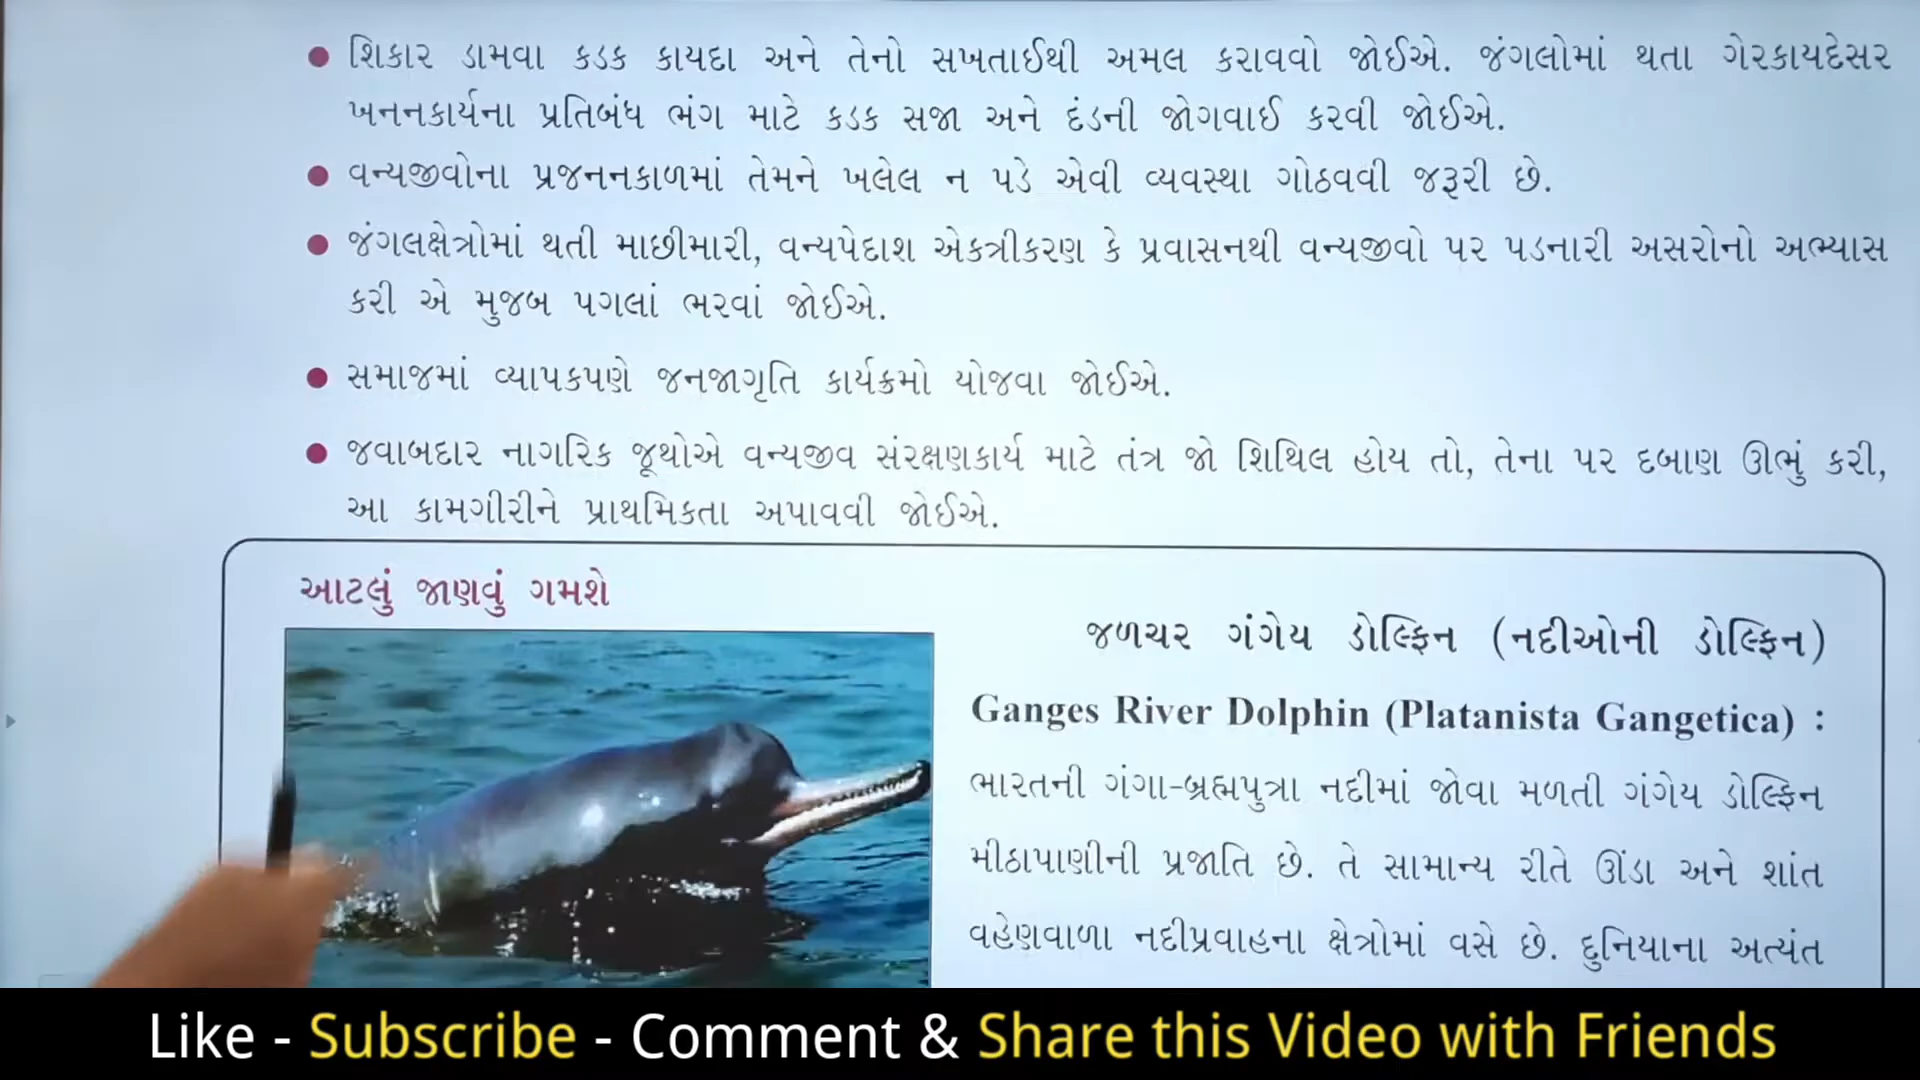 ● શિકાર ડામવા કડક કાયદા અને તેનો સખતાઈથી અમલ કરાવવો જોઈએ. જંગલોમાં થતા ગેરકાયદેસર
ખનનકાર્યના પ્રતિબંધ ભંગ માટે કડક સજા અને દંડની જોગવાઈ કરવી જોઈએ.
● વન્યજીવોના પ્રજનનકાળમાં તેમને ખલેલ ન પડે એવી વ્યવસ્થા ગોઠવવી જરૂરી છે.
● જંગલક્ષેત્રોમાં થતી માછીમારી, વન્યપેદાશ એકત્રીકરણ કે પ્રવાસનથી વન્યજીવો પર પડનારી અસરોનો અભ્યાસ
કરી એ મુજબ પગલાં ભરવાં જોઈએ.
● સમાજમાં વ્યાપકપણે જનજાગૃતિ કાર્યક્રમો યોજવા જોઈએ.
● જવાબદાર નાગરિક જૂથોએ વન્યજીવ સંરક્ષણકાર્ય માટે તંત્ર જો શિથિલ હોય તો, તેના પર દબાણ ઊભું કરી,
આ કામગીરીને પ્રાથમિકતા અપાવવી જોઈએ.
આટલું જાણવું ગમશે
જળચર ગંગેય ડોલ્ફિન (નદીઓની ડોલ્ફિન)
Ganges River Dolphin (Platanista Gangetica) :
ભારતની ગંગા-બ્રહ્મપુત્રા નદીમાં જોવા મળતી ગંગેય ડોલ્ફિન
મીઠાપાણીની પ્રજાતિ છે. તે સામાન્ય રીતે ઊંડા અને શાંત
વહેણવાળા નદીપ્રવાહના ક્ષેત્રોમાં વસે છે. દુનિયાના અત્યંત
Like - Subscribe - Comment & Share this Video with Friends